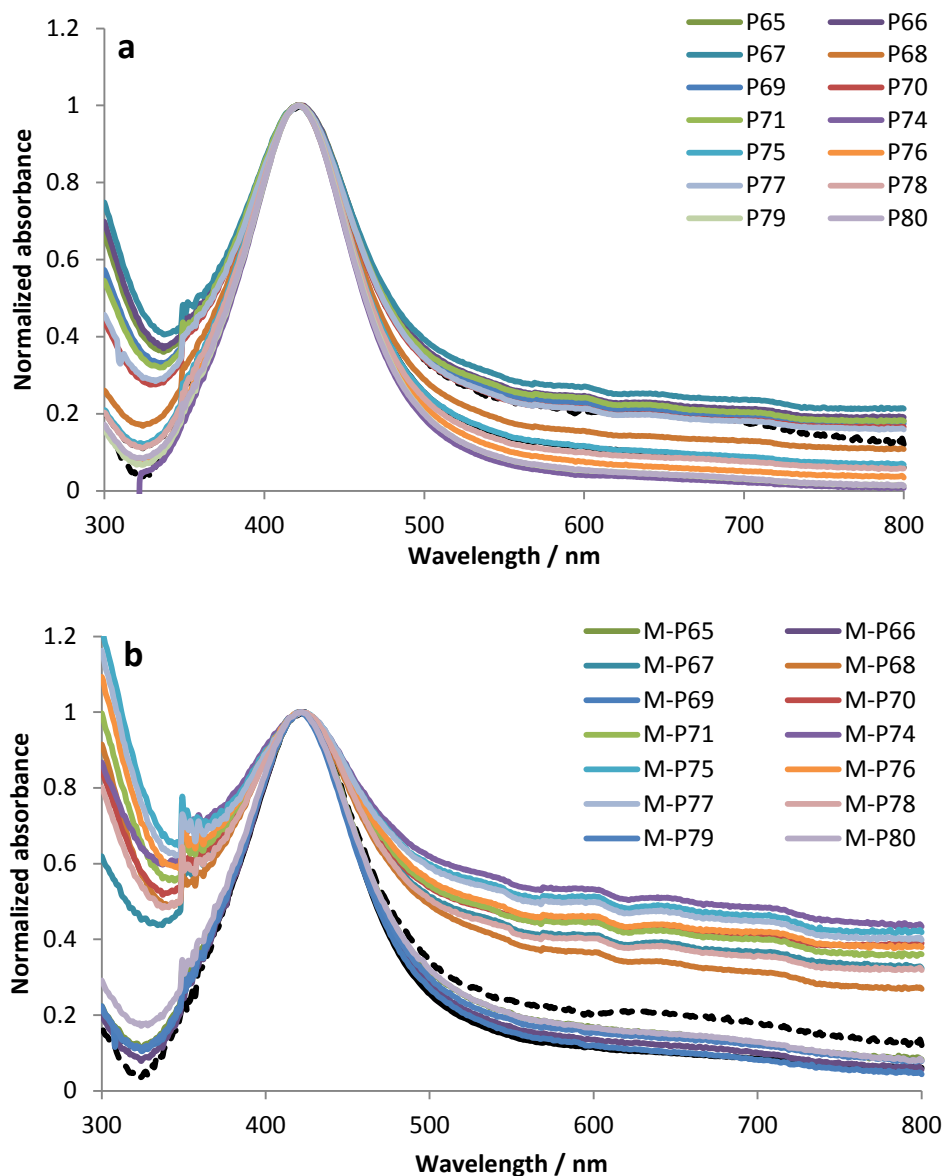 a
Normalized absorbance
1.2
1
0.8
0.6
0.4
0.2
0
300 400 500 600 700 800
Wavelength / nm
P65 P66
P67 P68
P69 P70
P71 P74
P75 P76
P77 P78
P79 P80
b
Normalized absorbance
1.2
1
0.8
0.6
0.4
0.2
0
300 400 500 600 700 800
Wavelength / nm
M-P65 M-P66
M-P67 M-P68
M-P69 M-P70
M-P71 M-P74
M-P75 M-P76
M-P77 M-P78
M-P79 M-P80